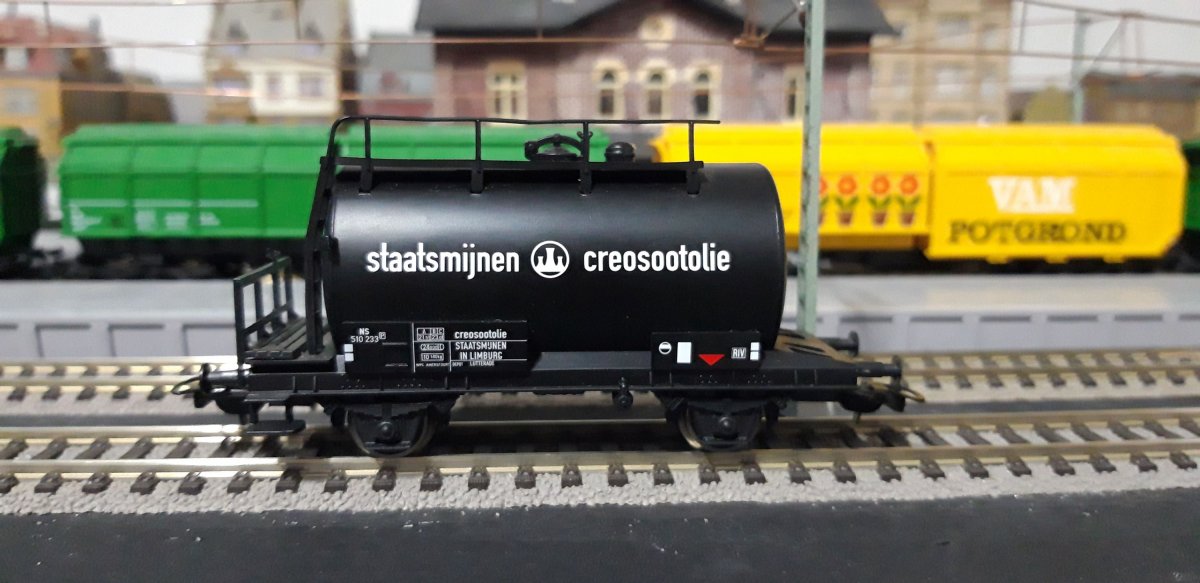 staatsmijnen creosootolie
NS
510 233 P
creosootolie
STAATSMIJNEN
IN LIMBURG
LUTTERADE
RIV
VAM
POTGROND